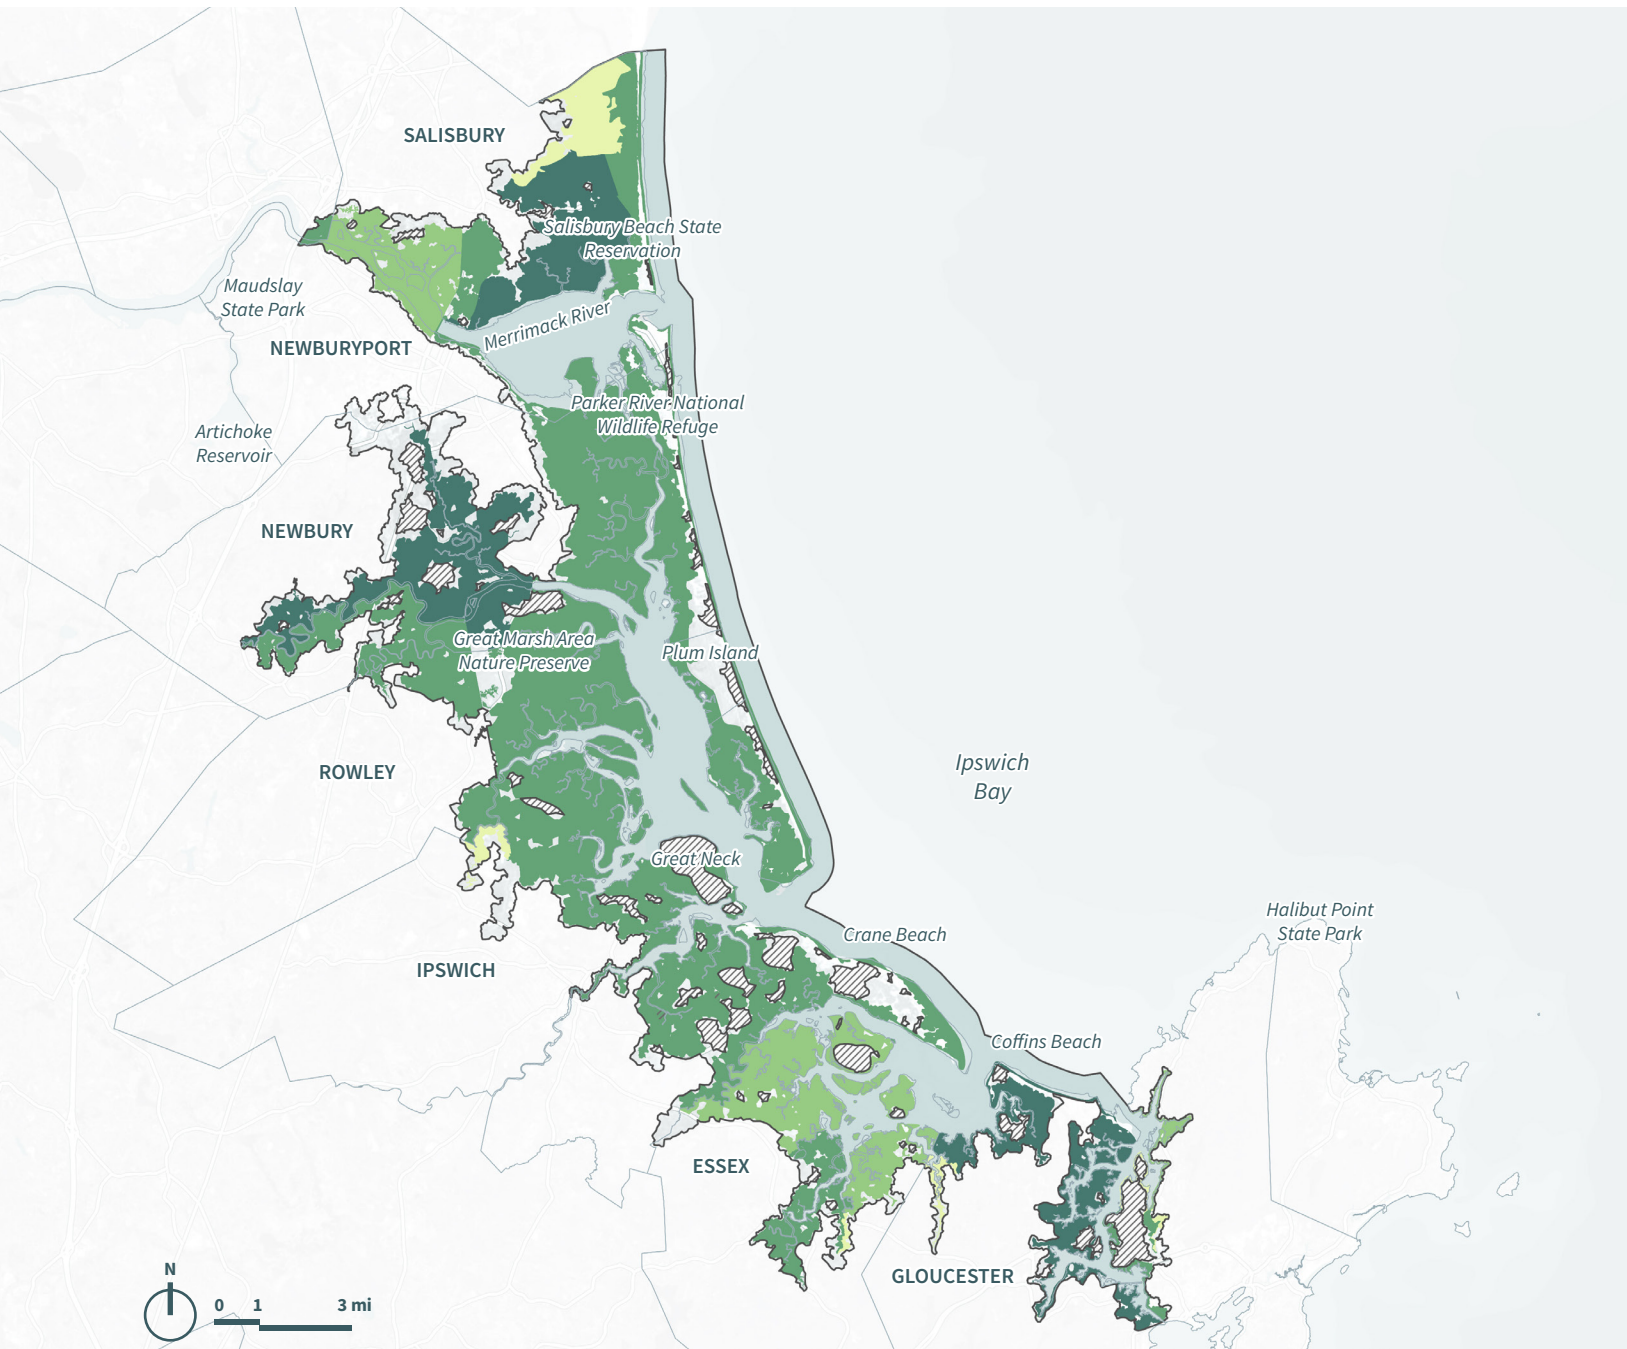 SALISBURY
Salisbury Beach State
Reservation
Maudslay
State Park
Merrimack River
NEWBURYPORT
Parker River National
Wildlife Refuge
Artichoke
Reservoir
NEWBURY
Great Marsh Area
Nature Preserve
Plum Island
ROWLEY
Ipswich
Bay
Great Neck
Halibut Point
State Park
Crane Beach
IPSWICH
Coffins Beach
ESSEX
GLOUCESTER
N
0 1 3 mi